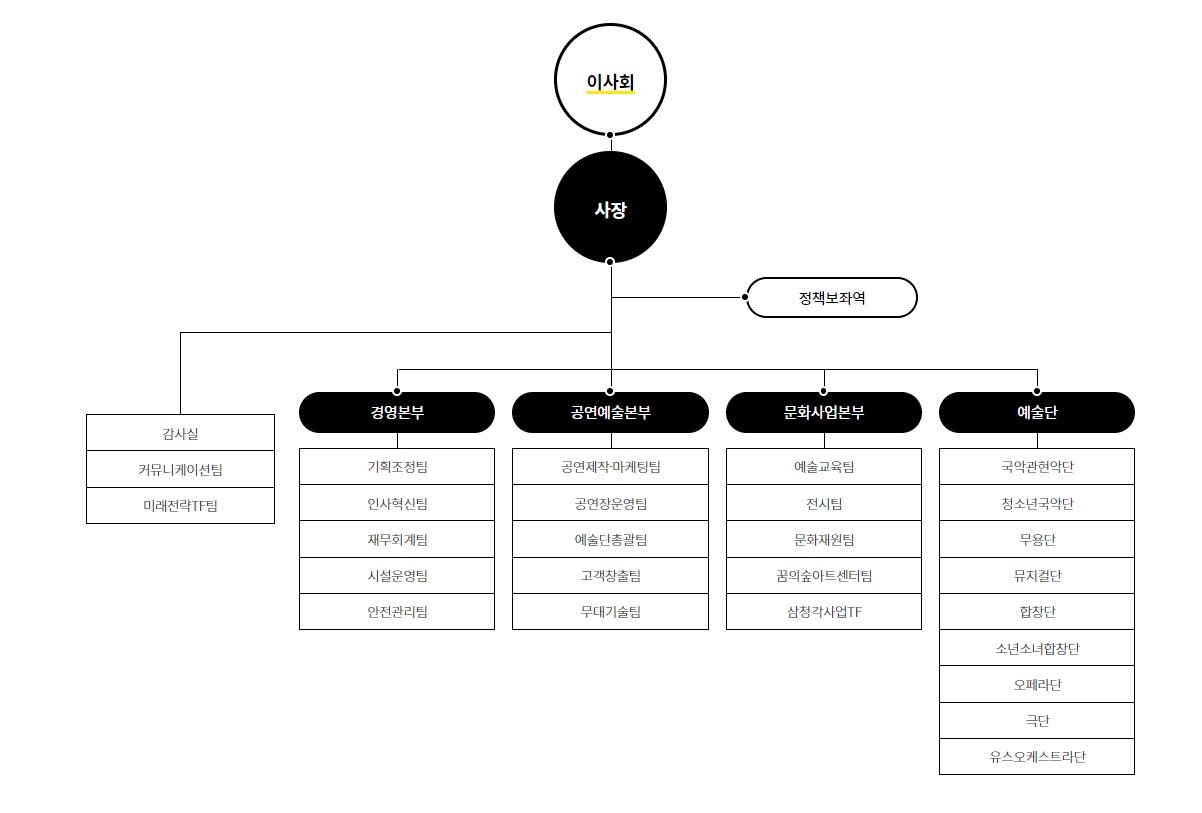 이사회
사장
정책보좌역
감사실
커뮤니케이션팀
미래전략TF팀
경영본부
기획조정팀
인사혁신팀
재무회계팀
시설운영팀
안전관리팀
공연예술본부
공연제작·마케팅팀
공연장운영팀
예술단총괄팀
고객창출팀
무대기술팀
문화사업본부
예술교육팀
전시팀
문화재원팀
꿈의숲아트센터팀
삼청각사업TF
예술단
국악관현악단
청소년국악단
무용단
뮤지컬단
합창단
소년소녀합창단
오페라단
극단
유스오케스트라단